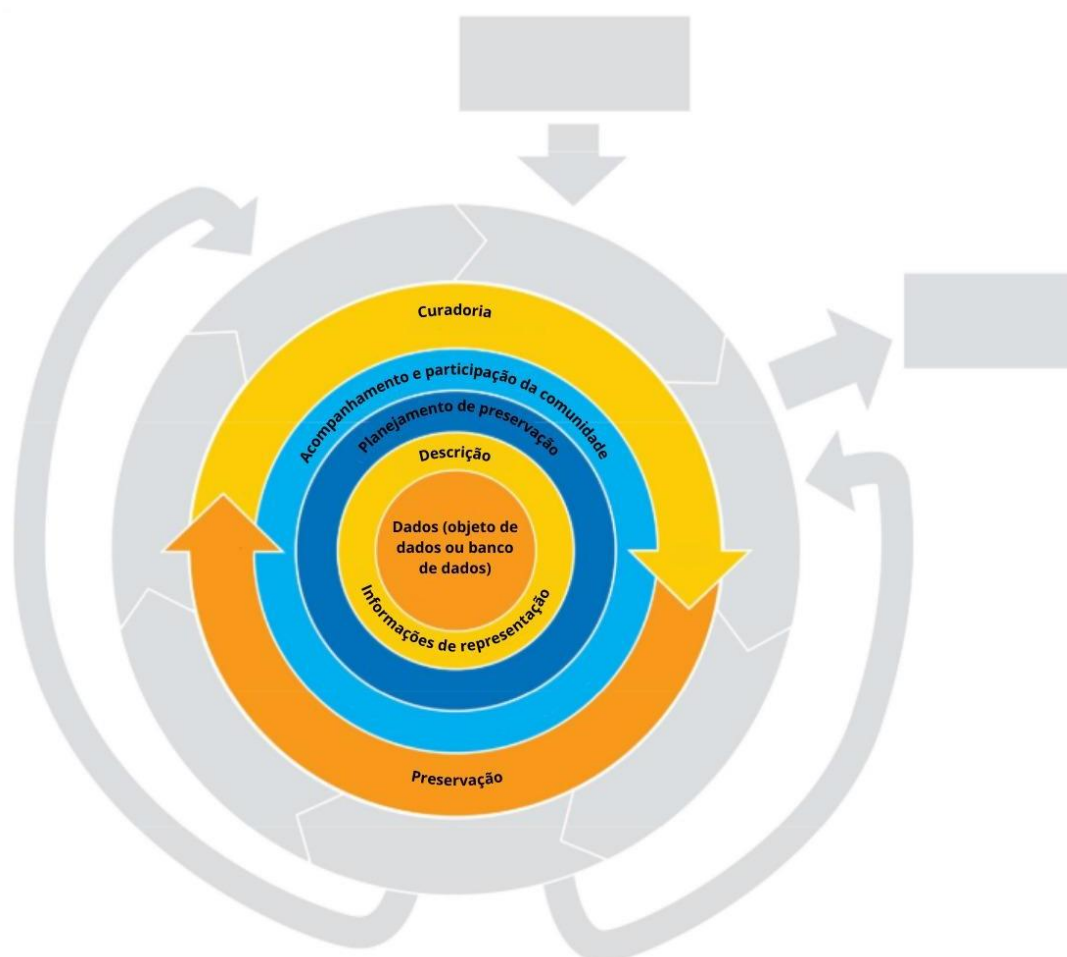 Curadoria
Acompanhamento e participação da comunidade
Planejamento de preservação
Descrição
Dados (objeto de
dados ou banco
de dados)
Informações de representação
Preservação